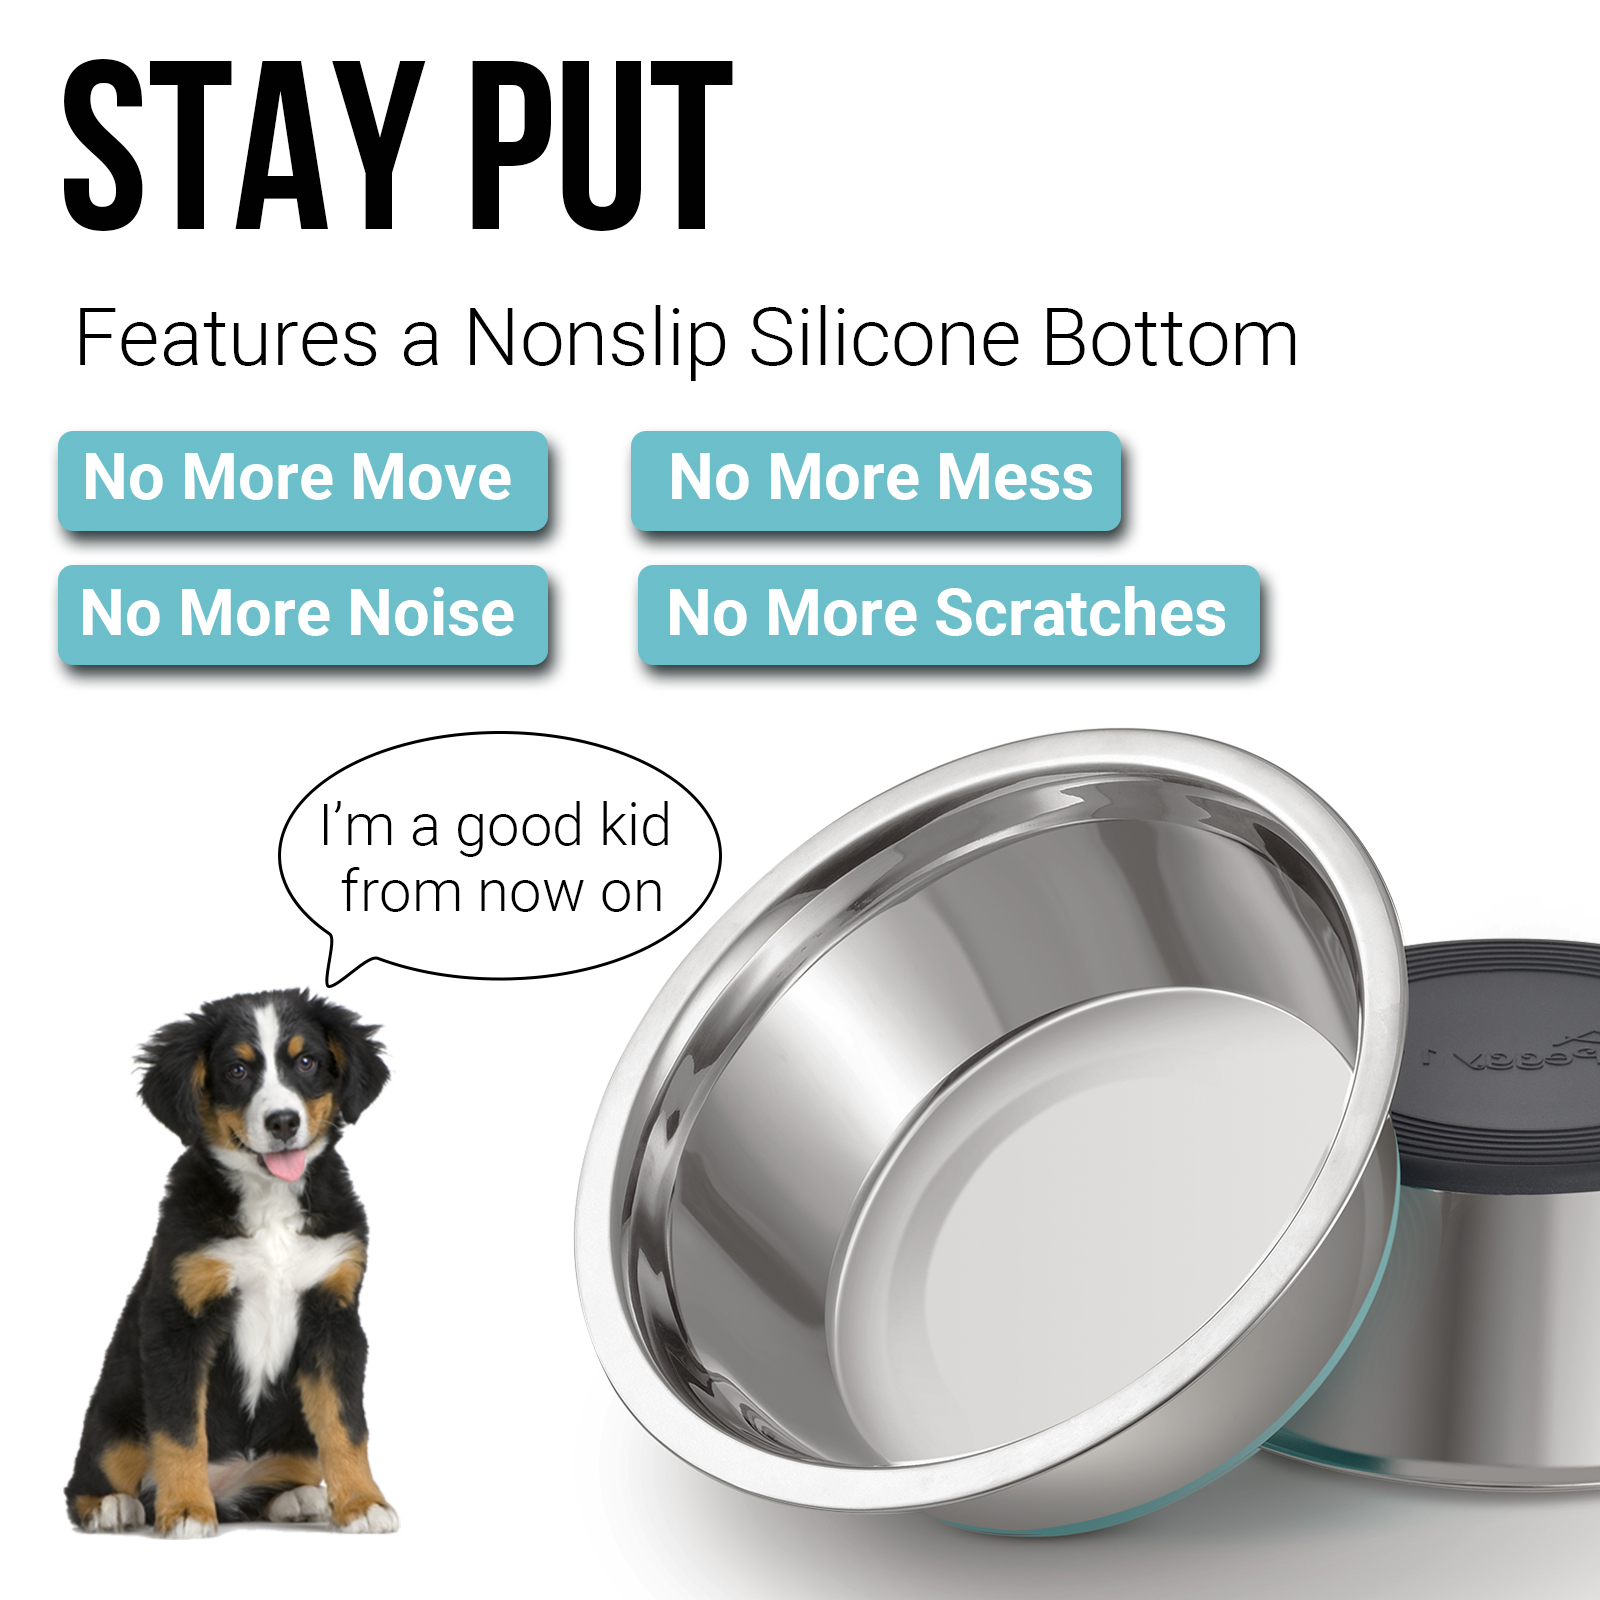 STAY PUT
Features a Nonslip Silicone Bottom
No More Move
No More Mess
No More Noise
No More Scratches
I'm a good kid
from now on